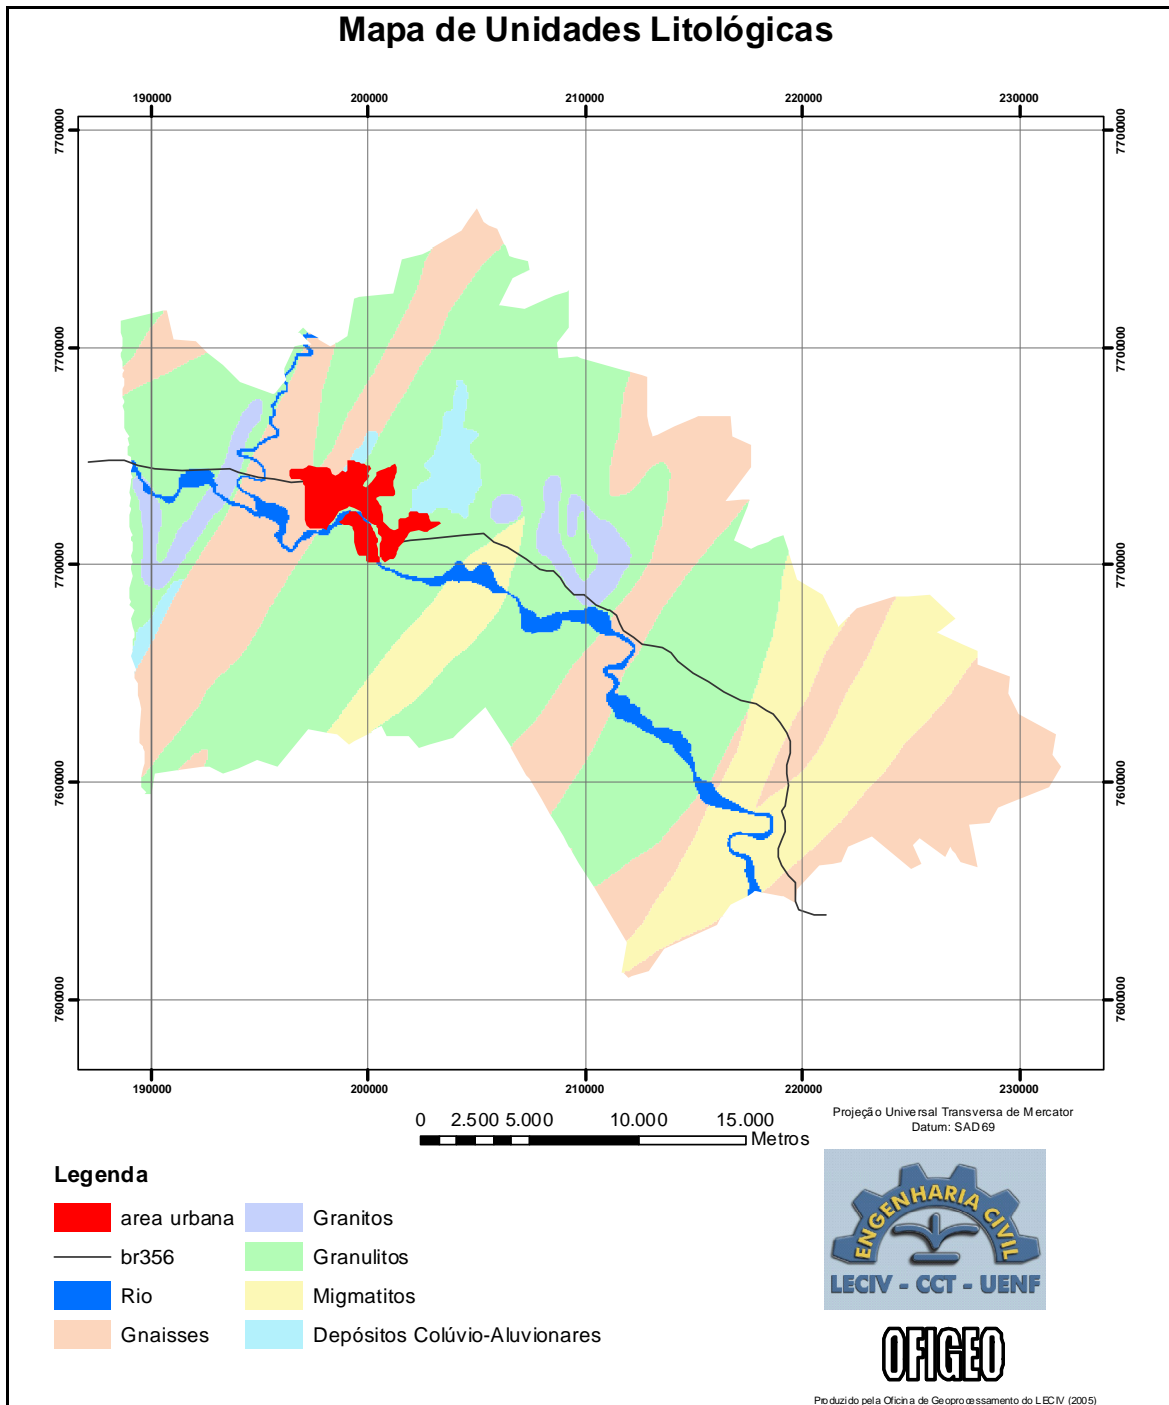 Mapa de Unidades Litológicas
190000 200000 210000 220000 230000
7700000 7700000
7700000 7700000
7700000 7700000
7600000 7600000
7600000 7600000
190000 200000 210000 220000 230000
0 2.500 5.000 10.000 15.000
Metros
Projeção Universal Transversa de Mercator
Datum: SAD69
Legenda
area urbana
br356
Rio
Gnaisses
Granitos
Granulitos
Migmatitos
Depósitos Colúvio-Aluvionares
ENGENHARIA CIVIL
LECIV - CCT - UENF
OFIGEO
Produzido pela Oficina de Geoprocessamento do LECIV (2005)